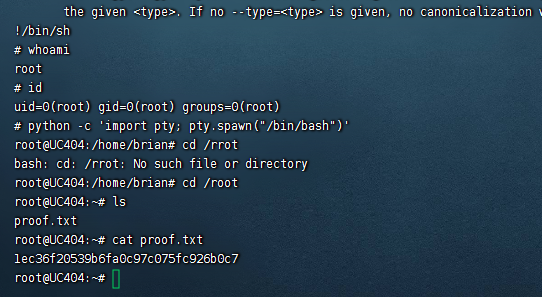 the given <type>. If no --type=<type> is given, no canonicalization
!/bin/sh
# whoami
root
# id
uid=0(root) gid=0(root) groups=0(root)
# python -c 'import pty; pty.spawn("/bin/bash")'
root@UC404:/home/brian# cd /rrot
bash: cd: /rrot: No such file or directory
root@UC404:/home/brian# cd /root
root@UC404:~# ls
proof.txt
root@UC404:~# cat proof.txt
1ec36f20539b6fa0c97c075fc926b0c7
root@UC404:~#